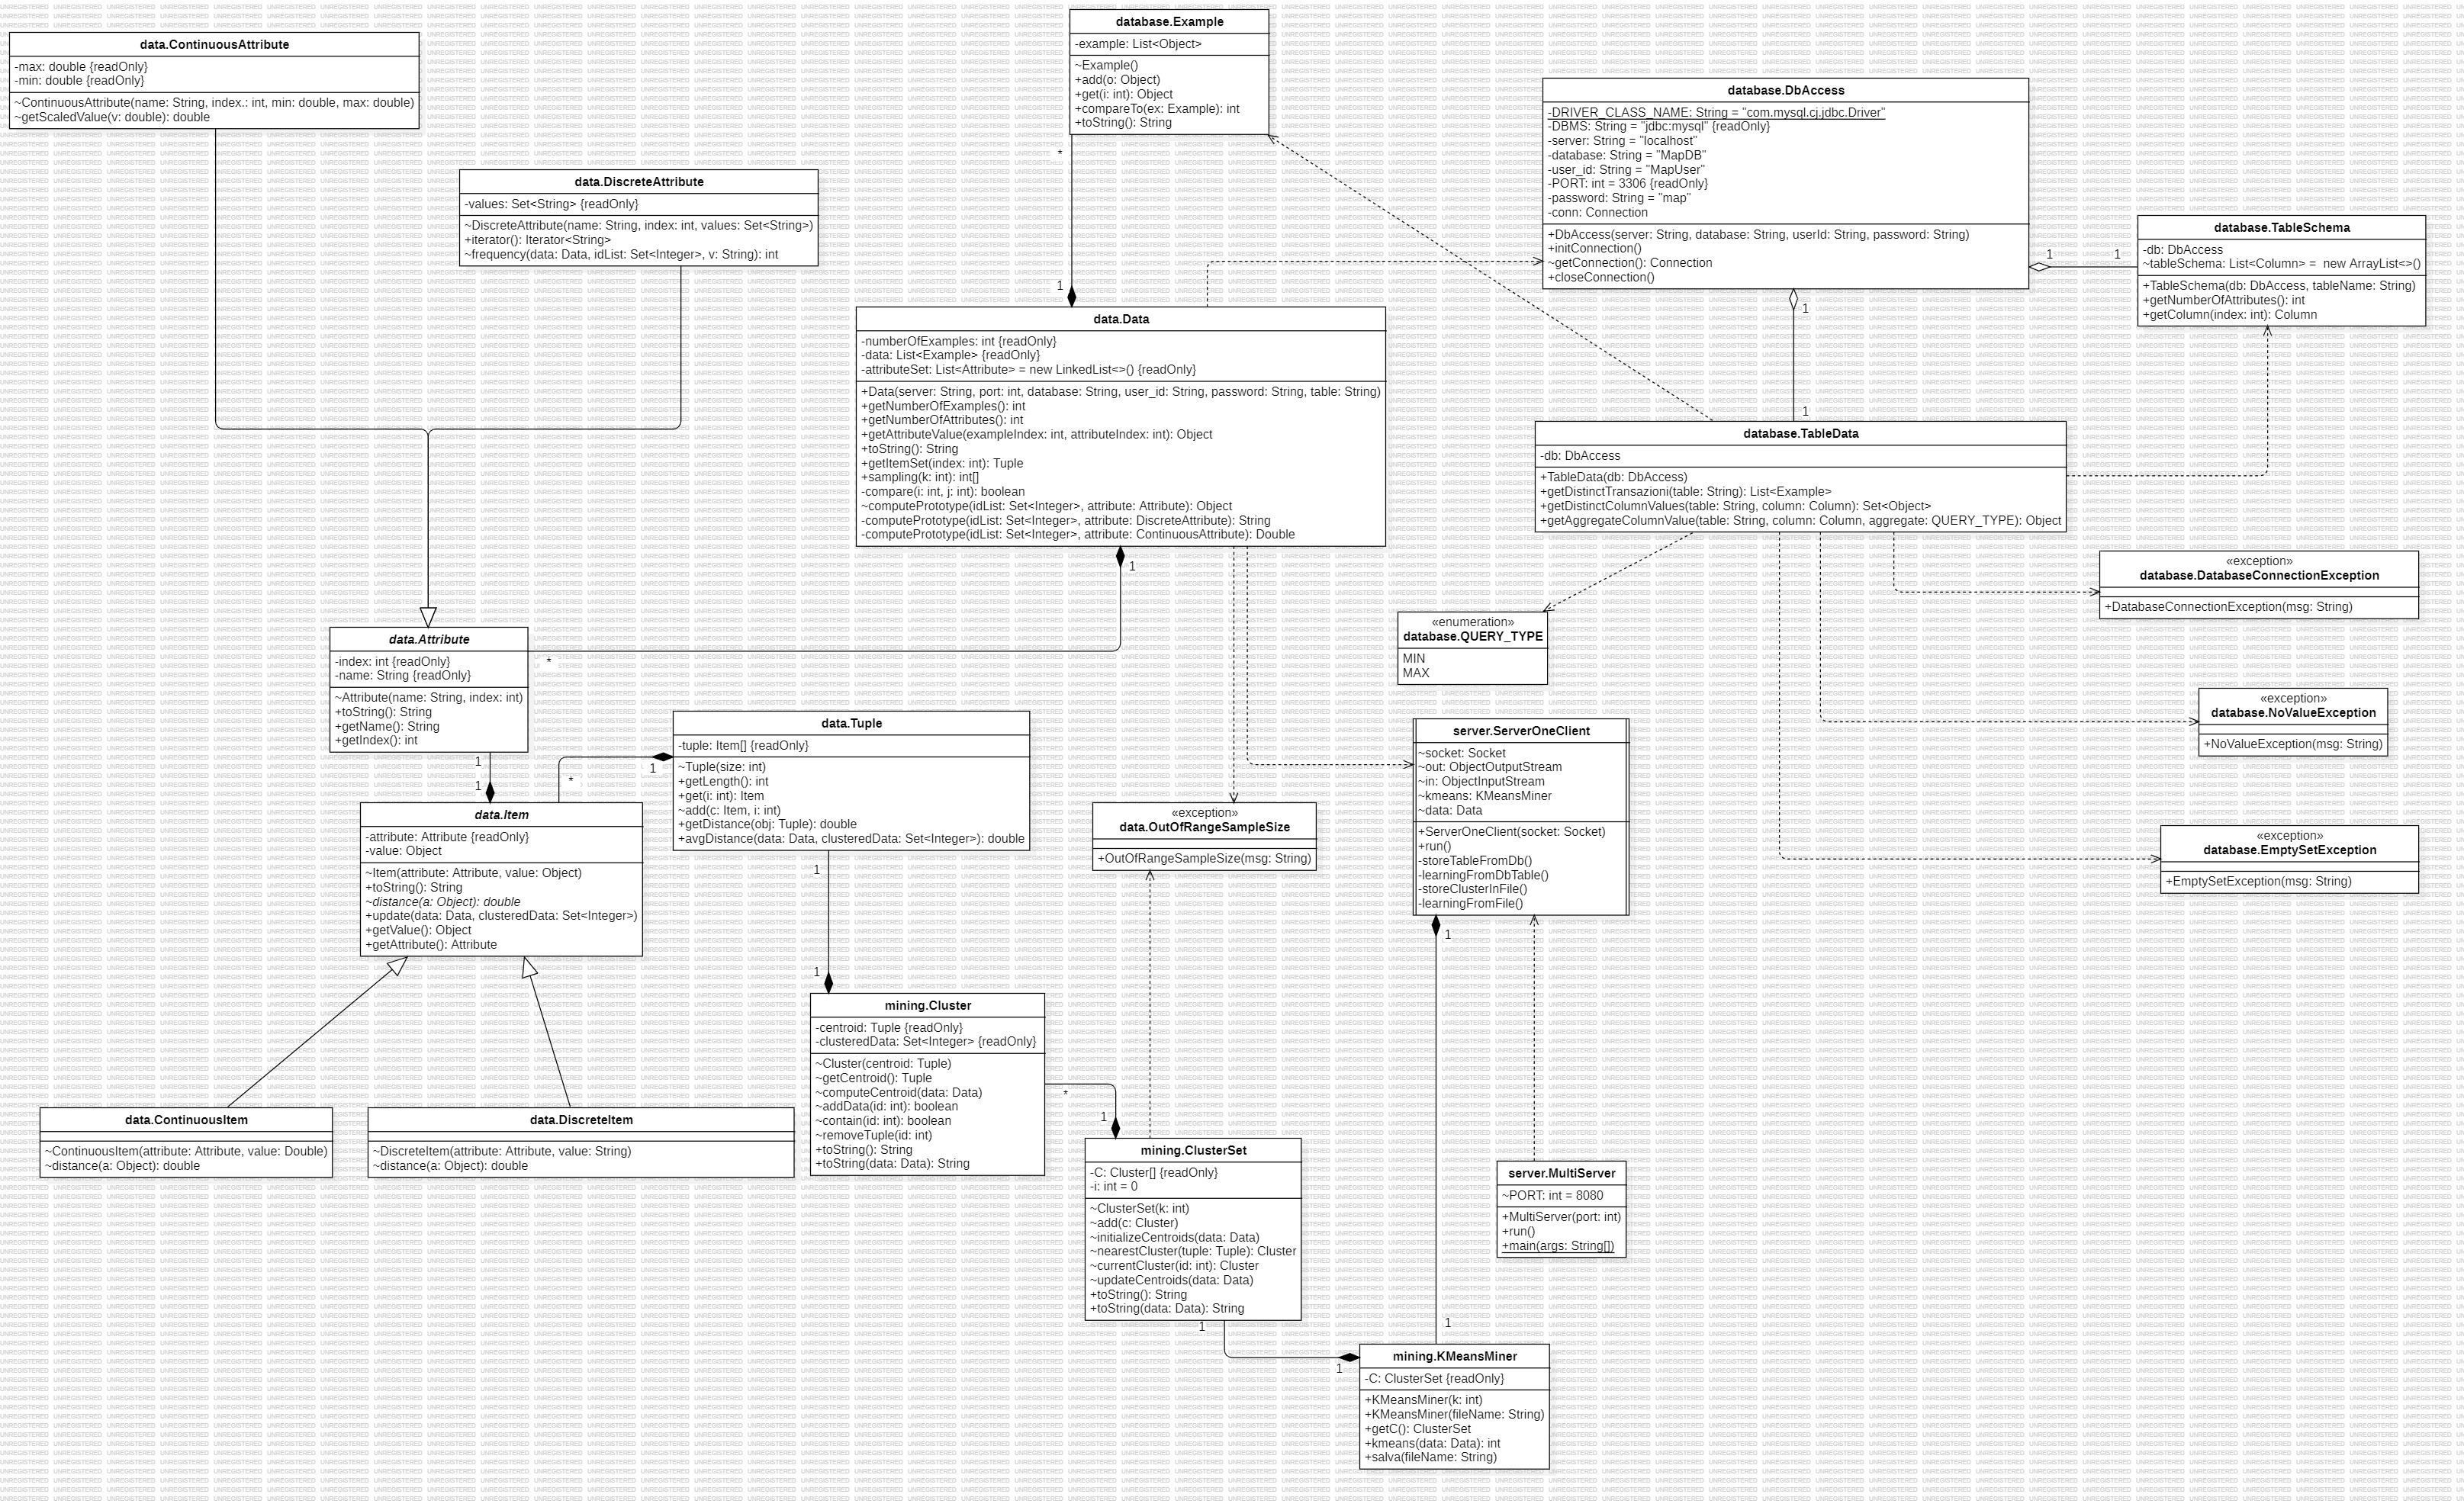 database.Example
-example: List<Object>
~Example()
+add(o: Object)
+get(i: int): Object
+compareTo(ex: Example): int
+toString(): String
data.ContinuousAttribute
-max: double {readOnly}
-min: double {readOnly}
~ContinuousAttribute(name: String, index.: int, min: double, max: double)
~getScaledValue(v: double): double
database.DbAccess
-DRIVER_CLASS_NAME: String = "com.mysql.cj.jdbc.Driver"
-DBMS: String = "jdbc:mysql" {readOnly}
-server: String = "localhost"
-database: String = "MapDB"
-user_id: String = "MapUser"
-PORT: int = 3306 {readOnly}
-password: String = "map"
-conn: Connection
+DbAccess(server: String, database: String, userId: String, password: String)
+initConnection()
~getConnection(): Connection
+closeConnection()
data.DiscreteAttribute
-values: Set<String> {readOnly}
~DiscreteAttribute(name: String, index: int, values: Set<String>)
+iterator(): Iterator<String>
~frequency(data: Data, idList: Set<Integer>, v: String): int
database.TableSchema
-db: DbAccess
~tableSchema: List<Column> =  new ArrayList<>()
+TableSchema(db: DbAccess, tableName: String)
+getNumberOfAttributes(): int
+getColumn(index: int): Column
*
1
1
1
1
1
data.Data
-numberOfExamples: int {readOnly}
-data: List<Example> {readOnly}
-attributeSet: List<Attribute> = new LinkedList<>() {readOnly}
+Data(server: String, port: int, database: String, user_id: String, password: String, table: String)
+getNumberOfExamples(): int
+getNumberOfAttributes(): int
+getAttributeValue(exampleIndex: int, attributeIndex: int): Object
+toString(): String
+getItemSet(index: int): Tuple
+sampling(k: int): int[]
-compare(i: int, j: int): boolean
~computePrototype(idList: Set<Integer>, attribute: Attribute): Object
-computePrototype(idList: Set<Integer>, attribute: DiscreteAttribute): String
-computePrototype(idList: Set<Integer>, attribute: ContinuousAttribute): Double
database.TableData
-db: DbAccess
+TableData(db: DbAccess)
+getDistinctTransazioni(table: String): List<Example>
+getDistinctColumnValues(table: String, column: Column): Set<Object>
+getAggregateColumnValue(table: String, column: Column, aggregate: QUERY_TYPE): Object
1
*
«exception»
database.DatabaseConnectionException
+DatabaseConnectionException(msg: String)
«enumeration»
database.QUERY_TYPE
MIN
MAX
data.Attribute
-index: int {readOnly}
-name: String {readOnly}
~Attribute(name: String, index: int)
+toString(): String
+getName(): String
+getIndex(): int
«exception»
database.NoValueException
+NoValueException(msg: String)
data.Tuple
-tuple: Item[] {readOnly}
~Tuple(size: int)
+getLength(): int
+get(i: int): Item
~add(c: Item, i: int)
+getDistance(obj: Tuple): double
+avgDistance(data: Data, clusteredData: Set<Integer>): double
server.ServerOneClient
~socket: Socket
~out: ObjectOutputStream
~in: ObjectInputStream
~kmeans: KMeansMiner
~data: Data
+ServerOneClient(socket: Socket)
+run()
-storeTableFromDb()
-learningFromDbTable()
-storeClusterInFile()
-learningFromFile()
1
1
*
1
data.Item
-attribute: Attribute {readOnly}
-value: Object
~Item(attribute: Attribute, value: Object)
+toString(): String
~distance(a: Object): double
+update(data: Data, clusteredData: Set<Integer>)
+getValue(): Object
+getAttribute(): Attribute
«exception»
data.OutOfRangeSampleSize
+OutOfRangeSampleSize(msg: String)
«exception»
database.EmptySetException
+EmptySetException(msg: String)
1
1
1
mining.Cluster
-centroid: Tuple {readOnly}
-clusteredData: Set<Integer> {readOnly}
~Cluster(centroid: Tuple)
~getCentroid(): Tuple
~computeCentroid(data: Data)
~addData(id: int): boolean
~contain(id: int): boolean
~removeTuple(id: int)
+toString(): String
+toString(data: Data): String
*
1
data.ContinuousItem
~ContinuousItem(attribute: Attribute, value: Double)
~distance(a: Object): double
data.DiscreteItem
~DiscreteItem(attribute: Attribute, value: String)
~distance(a: Object): double
mining.ClusterSet
-C: Cluster[] {readOnly}
-i: int = 0
~ClusterSet(k: int)
~add(c: Cluster)
~initializeCentroids(data: Data)
~nearestCluster(tuple: Tuple): Cluster
~currentCluster(id: int): Cluster
~updateCentroids(data: Data)
+toString(): String
+toString(data: Data): String
server.MultiServer
~PORT: int = 8080
+MultiServer(port: int)
+run()
+main(args: String[])
1
1
1
mining.KMeansMiner
-C: ClusterSet {readOnly}
+KMeansMiner(k: int)
+KMeansMiner(fileName: String)
+getC(): ClusterSet
+kmeans(data: Data): int
+salva(fileName: String)
UNREGISTERED